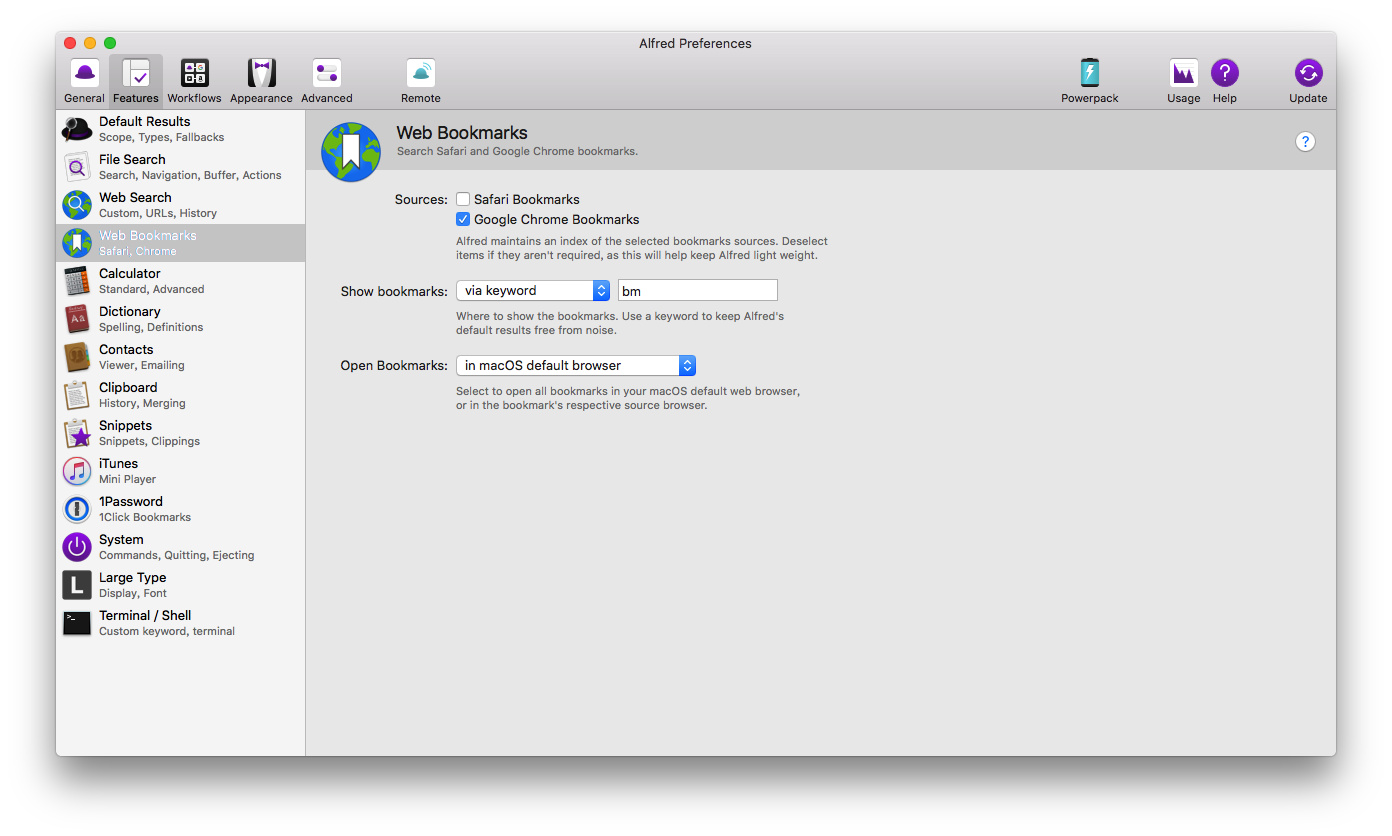 Alfred Preferences
General Features Workflows Appearance Advanced Remote Powerpack Usage Help Update
Default Results
Scope, Types, Fallbacks
File Search
Search, Navigation, Buffer, Actions
Web Search
Custom, URLs, History
Web Bookmarks
Safari, Chrome
Calculator
Standard, Advanced
Dictionary
Spelling, Definitions
Contacts
Viewer, Emailing
Clipboard
History, Merging
Snippets
Snippets, Clippings
iTunes
Mini Player
1Password
1Click Bookmarks
System
Commands, Quitting, Ejecting
L
Large Type
Display, Font
Terminal / Shell
Custom keyword, terminal
Web Bookmarks
Search Safari and Google Chrome bookmarks.
?
Sources: Safari Bookmarks
Google Chrome Bookmarks
Alfred maintains an index of the selected bookmarks sources. Deselect
items if they aren't required, as this will help keep Alfred light weight.
Show bookmarks: via keyword bm
Where to show the bookmarks. Use a keyword to keep Alfred's
default results free from noise.
Open Bookmarks: in macOS default browser
Select to open all bookmarks in your macOS default web browser,
or in the bookmark's respective source browser.